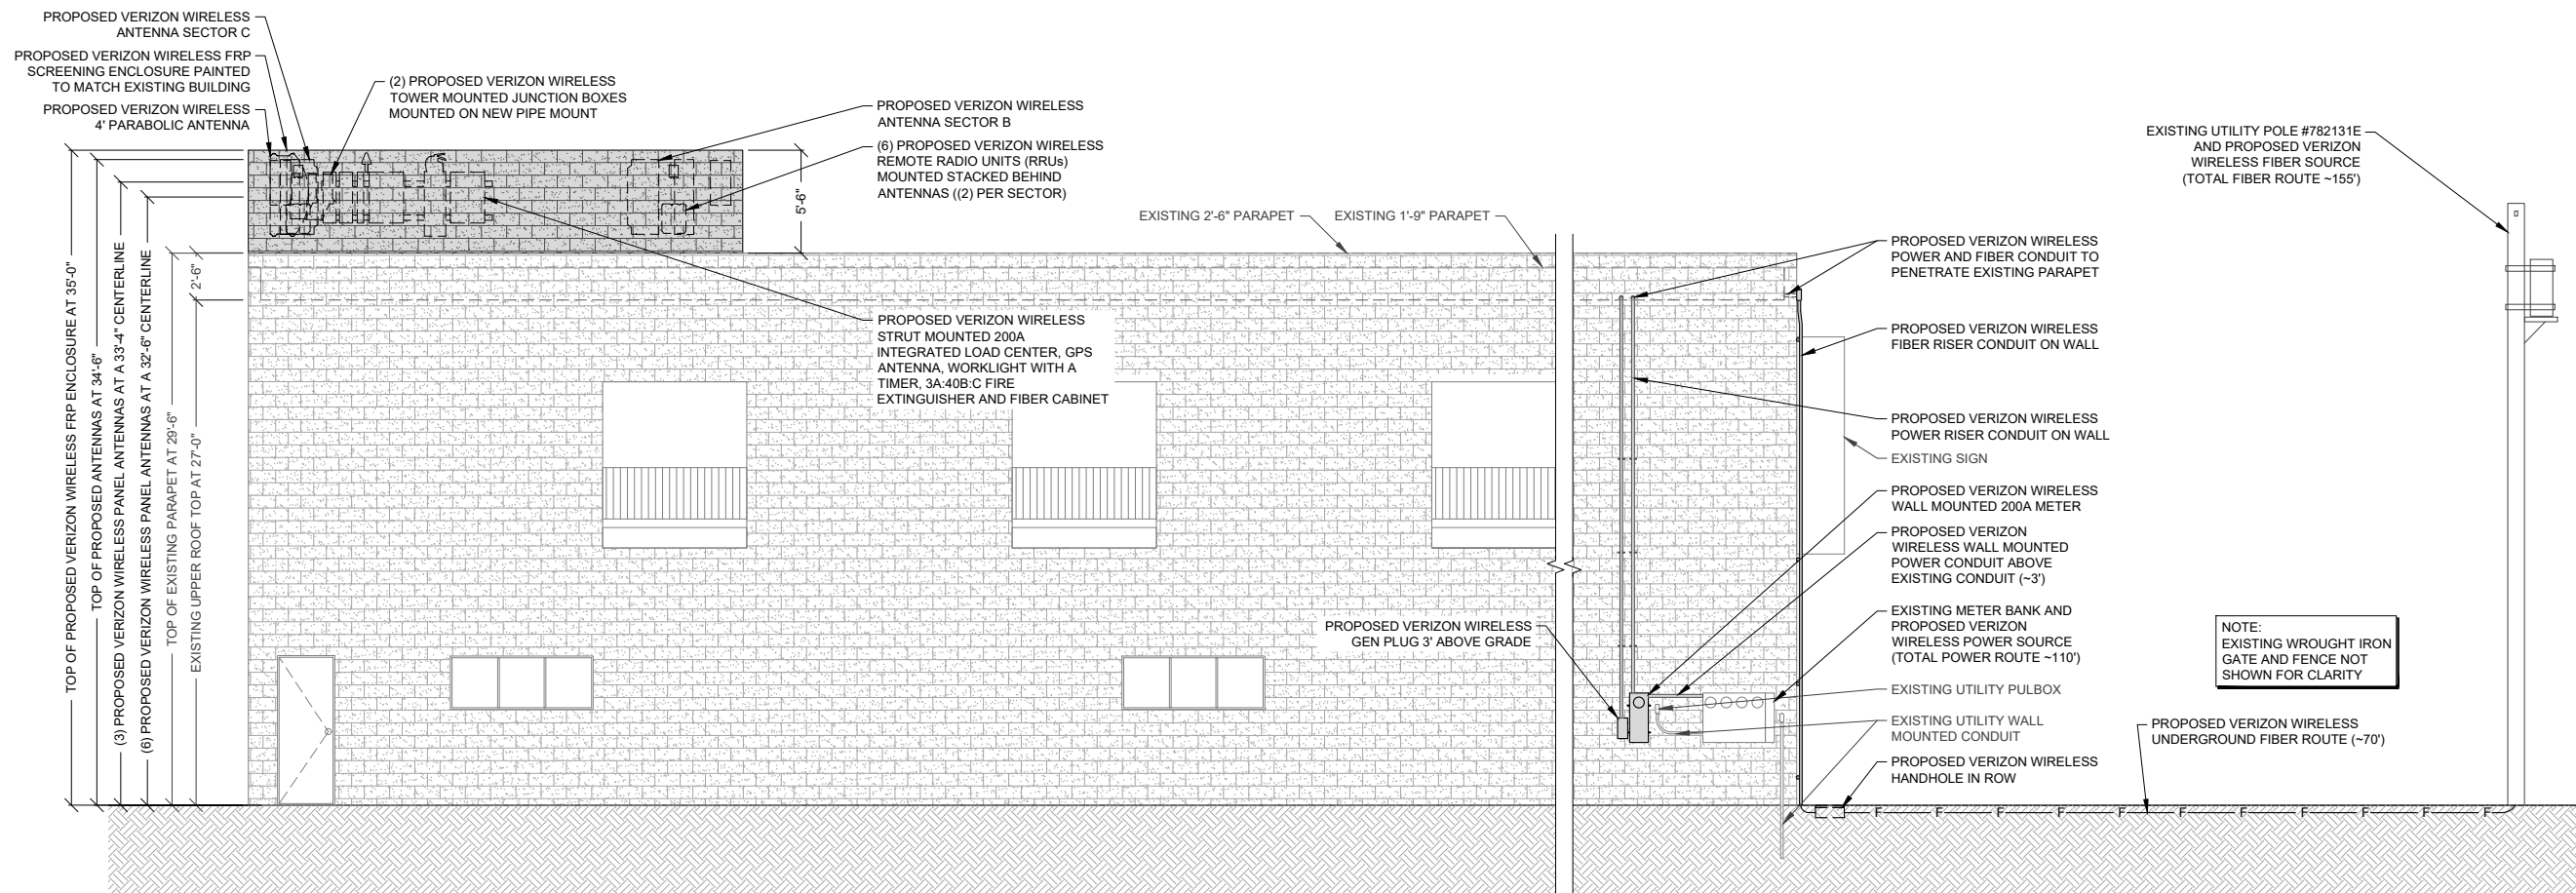 PROPOSED VERIZON WIRELESS
ANTENNA SECTOR C
PROPOSED VERIZON WIRELESS FRP
SCREENING ENCLOSURE PAINTED
TO MATCH EXISTING BUILDING
PROPOSED VERIZON WIRELESS
4' PARABOLIC ANTENNA
(2) PROPOSED VERIZON WIRELESS
TOWER MOUNTED JUNCTION BOXES
MOUNTED ON NEW PIPE MOUNT
PROPOSED VERIZON WIRELESS
ANTENNA SECTOR B
(6) PROPOSED VERIZON WIRELESS
REMOTE RADIO UNITS (RRUs)
MOUNTED STACKED BEHIND
ANTENNAS ((2) PER SECTOR)
5'-6"
EXISTING 2'-6" PARAPET
EXISTING 1'-9" PARAPET
EXISTING UTILITY POLE #782131E
AND PROPOSED VERIZON
WIRELESS FIBER SOURCE
(TOTAL FIBER ROUTE ~155')
TOP OF PROPOSED VERIZON WIRELESS FRP ENCLOSURE AT 35'-0"
TOP OF PROPOSED ANTENNAS AT 34'-6"
(3) PROPOSED VERIZON WIRELESS PANEL ANTENNAS AT A 33'-4" CENTERLINE
(6) PROPOSED VERIZON WIRELESS PANEL ANTENNAS AT A 32'-6" CENTERLINE
TOP OF EXISTING PARAPET AT 29'-6"
2'-6"
EXISTING UPPER ROOF TOP AT 27'-0"
PROPOSED VERIZON WIRELESS
STRUT MOUNTED 200A
INTEGRATED LOAD CENTER, GPS
ANTENNA, WORKLIGHT WITH A
TIMER, 3A:40B:C FIRE
EXTINGUISHER AND FIBER CABINET
PROPOSED VERIZON WIRELESS
POWER AND FIBER CONDUIT TO
PENETRATE EXISTING PARAPET
PROPOSED VERIZON WIRELESS
FIBER RISER CONDUIT ON WALL
PROPOSED VERIZON WIRELESS
POWER RISER CONDUIT ON WALL
EXISTING SIGN
PROPOSED VERIZON WIRELESS
WALL MOUNTED 200A METER
PROPOSED VERIZON
WIRELESS WALL MOUNTED
POWER CONDUIT ABOVE
EXISTING CONDUIT (~3')
EXISTING METER BANK AND
PROPOSED VERIZON
WIRELESS POWER SOURCE
(TOTAL POWER ROUTE ~110')
EXISTING UTILITY PULBOX
EXISTING UTILITY WALL
MOUNTED CONDUIT
PROPOSED VERIZON WIRELESS
HANDHOLE IN ROW
PROPOSED VERIZON WIRELESS
GEN PLUG 3' ABOVE GRADE
NOTE:
EXISTING WROUGHT IRON
GATE AND FENCE NOT
SHOWN FOR CLARITY
PROPOSED VERIZON WIRELESS
UNDERGROUND FIBER ROUTE (~70')
F F F F F F F F F F F